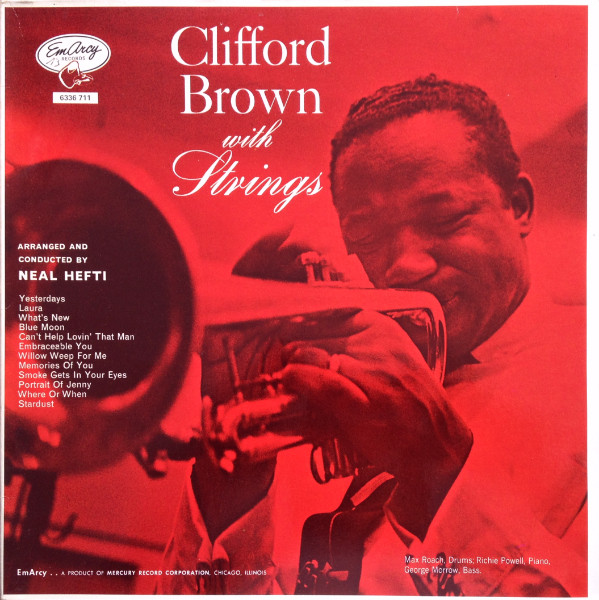 EmArcy
RECORDS
6336 711
Clifford
Brown
with
Strings
ARRANGED AND
CONDUCTED BY
NEAL HEFTI
Yesterdays
Laura
What's New
Blue Moon
Can't Help Lovin' That Man
Embraceable You
Willow Weep For Me
Memories Of You
Smoke Gets In Your Eyes
Portrait Of Jenny
Where Or When
Stardust
Max Roach, Drums; Richie Powell, Piano,
George Morrow, Bass.
EmArcy . . A PRODUCT OF MERCURY RECORD CORPORATION, CHICAGO, ILLINOIS